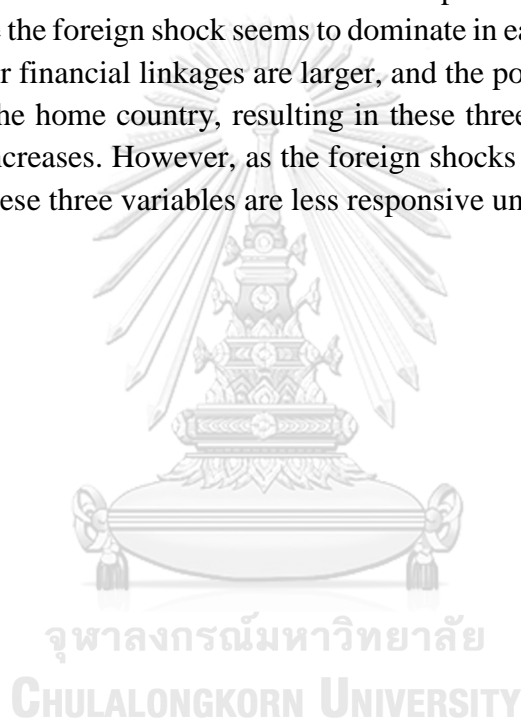 the foreign shock seems to dominate in ea
r financial linkages are larger, and the po
he home country, resulting in these three
ncreases. However, as the foreign shocks
ese three variables are less responsive un
จุฬาลงกรณ์มหาวิทยาลัย
CHULALONGKORN UNIVERSITY